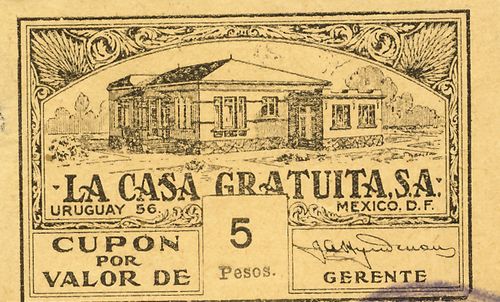 ·LA CASA GRATUITA, S.A.·
URUGUAY 56 MEXICO. D.F.
CUPON
POR
VALOR DE
5
Pesos.
GERENTE